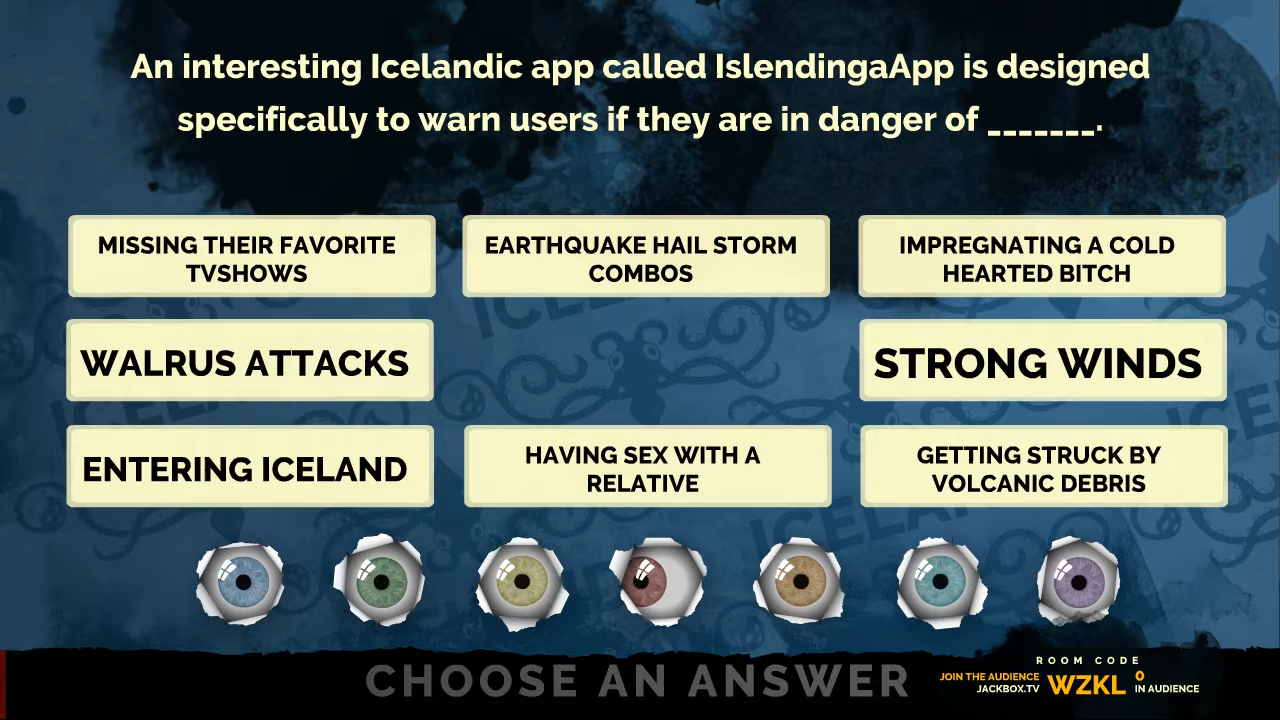 An interesting Icelandic app called IslendingaApp is designed
specifically to warn users if they are in danger of _______.
MISSING THEIR FAVORITE
TVSHOWS
EARTHQUAKE HAIL STORM
COMBOS
IMPREGNATING A COLD
HEARTED BITCH
WALRUS ATTACKS
STRONG WINDS
ENTERING ICELAND
HAVING SEX WITH A
RELATIVE
GETTING STRUCK BY
VOLCANIC DEBRIS
CHOOSE AN ANSWER
ROOM CODE
JOIN THE AUDIENCE
JACKBOX.TV
WZKL
0
IN AUDIENCE